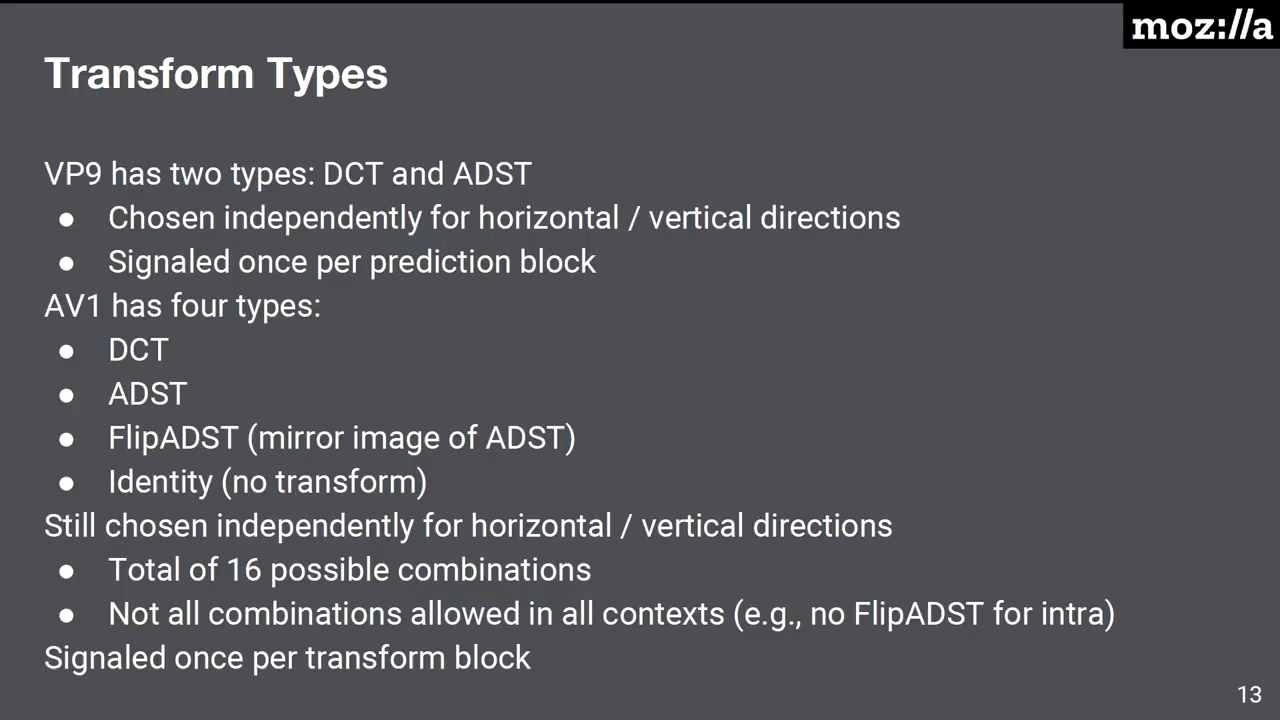 moz://a
Transform Types
VP9 has two types: DCT and ADST
● Chosen independently for horizontal / vertical directions
● Signaled once per prediction block
AV1 has four types:
● DCT
● ADST
● FlipADST (mirror image of ADST)
● Identity (no transform)
Still chosen independently for horizontal / vertical directions
● Total of 16 possible combinations
● Not all combinations allowed in all contexts (e.g., no FlipADST for intra)
Signaled once per transform block
13